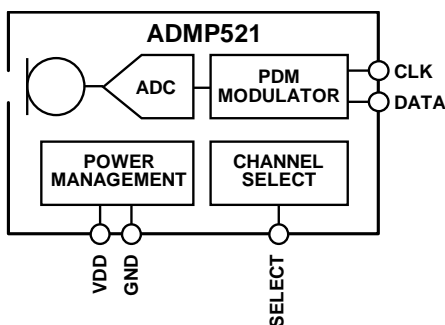 ADMP521
ADC
PDM
MODULATOR
CLK
DATA
POWER
MANAGEMENT
CHANNEL
SELECT
VDD
GND
SELECT